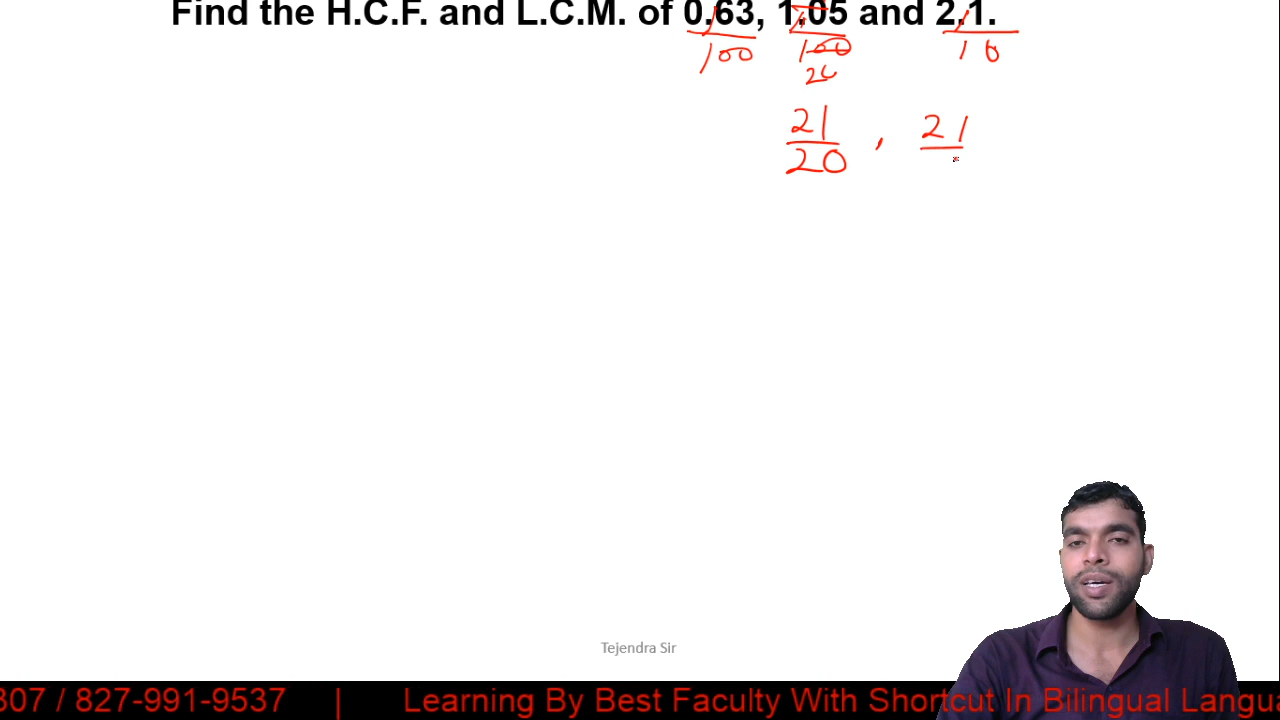 Find the H.C.F. and L.C.M. of 0.63, 1.05 and 2.1.
100 100 10
20
21 , 21
20
Tejendra Sir
307 / 827-991-9537 | Learning By Best Faculty With Shortcut In Bilingual Langu